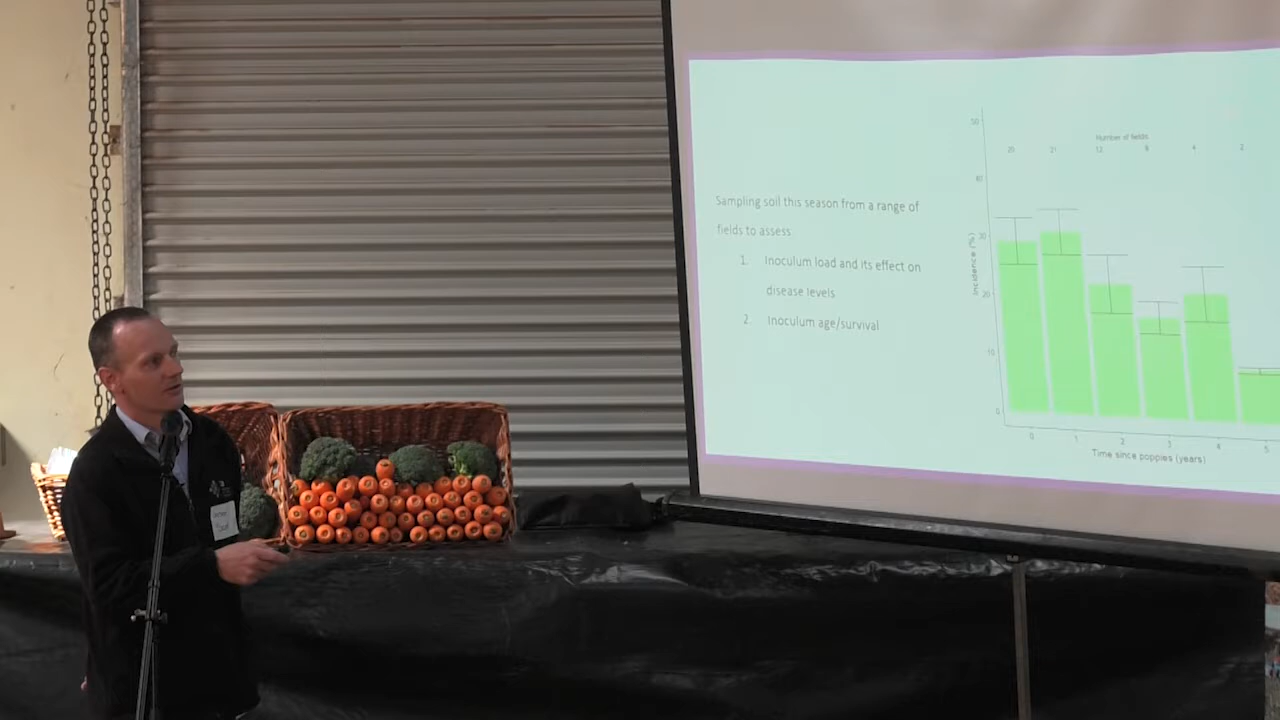 Sampling soil this season from a range of
fields to assess
1. Inoculum load and its effect on
disease levels
2. Inoculum age/survival
Number of fields
21 12 4 2
50
40
30
20
10
0
Incidence (%)
0 1 2 3 4 5
Time since poppies (years)